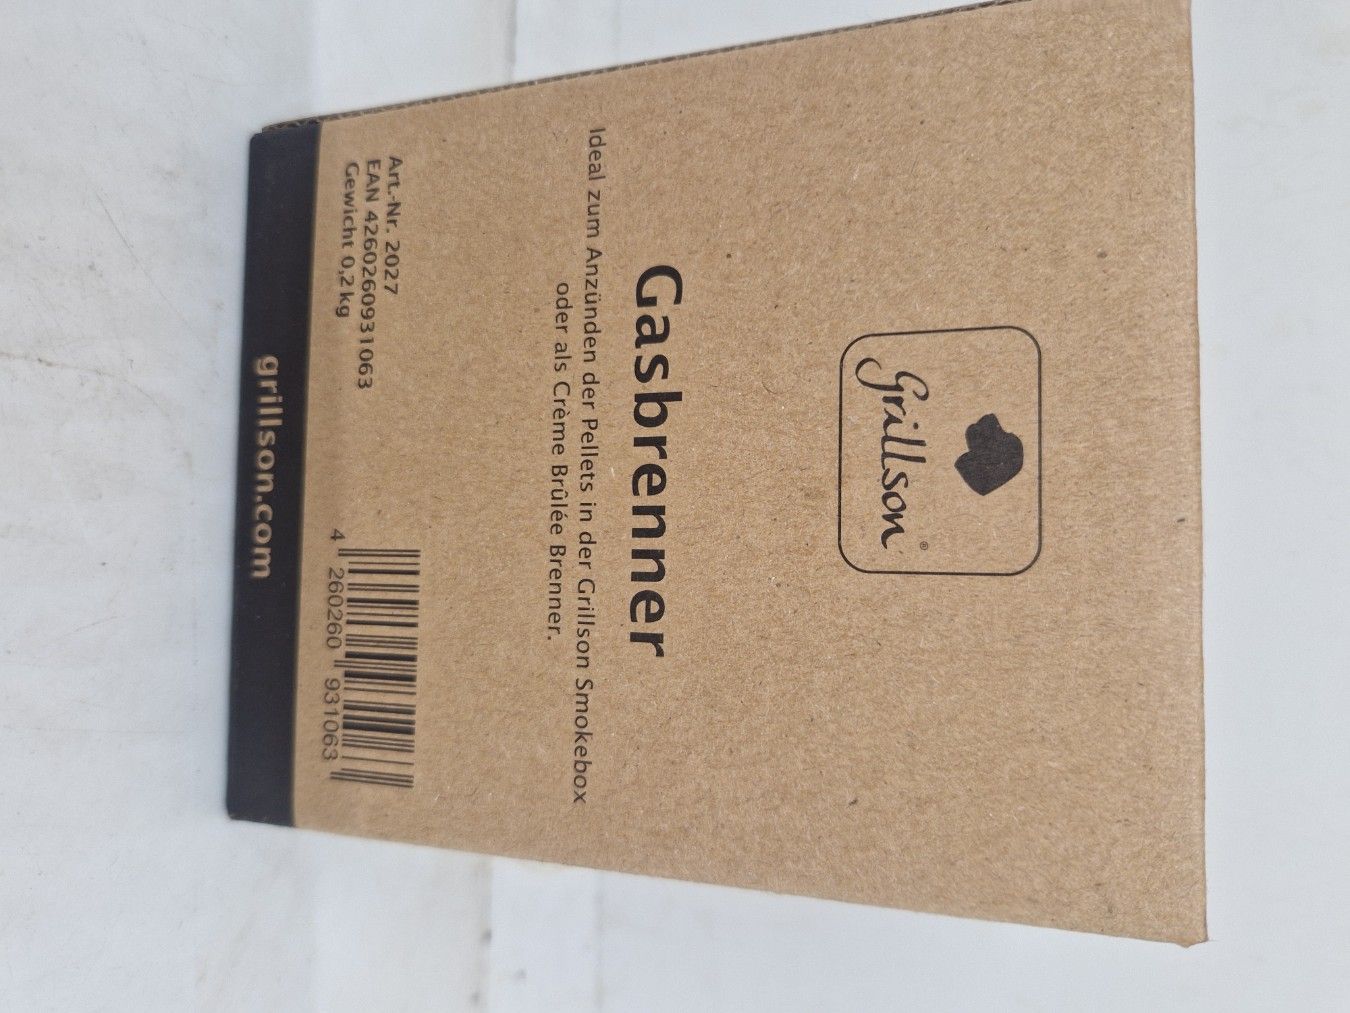 Grillson®
Gasbrenner
Ideal zum Anzünden der Pellets in der Grillson Smokebox
oder als Crème Brûlée Brenner.
Art.-Nr. 2027
EAN 4260260931063
Gewicht 0,2 kg
4 260260 931063
grillson.com